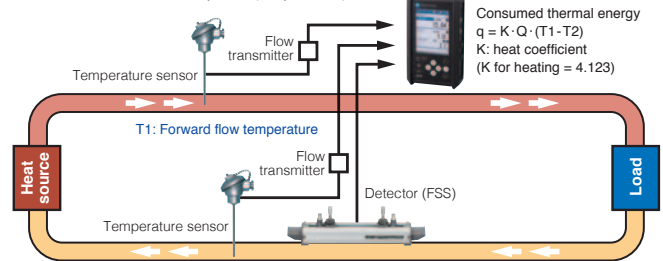 Consumed thermal energy
q = K·Q·(T1-T2)
K: heat coefficient
(K for heating = 4.123)
Flow
transmitter
Temperature sensor
T1: Forward flow temperature
Flow
transmitter
Heat
source
Load
Detector (FSS)
Temperature sensor